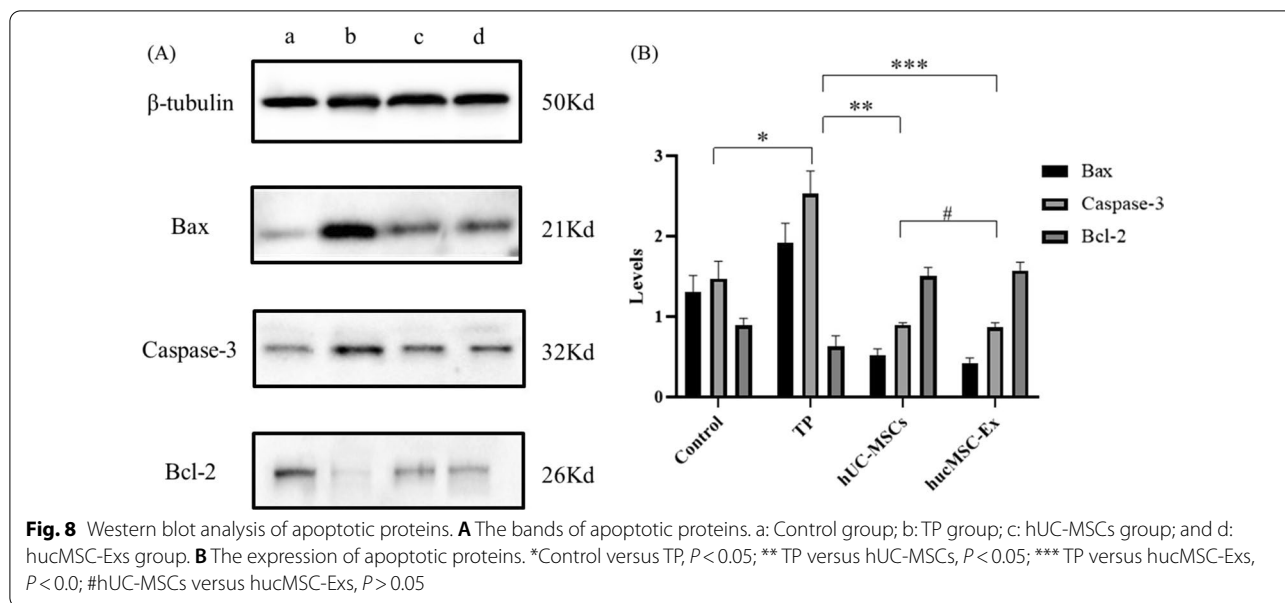 (A)
a b c d
β-tubulin 50Kd
Bax 21Kd
Caspase-3 32Kd
Bcl-2 26Kd
(B)
***
**
*
#
Bax
Caspase-3
Bcl-2
Levels
3
2
1
0
Control
TP
hUC-MSCs
hucMSC-Ex
Fig. 8 Western blot analysis of apoptotic proteins. A The bands of apoptotic proteins. a: Control group; b: TP group; c: hUC-MSCs group; and d:
hucMSC-Exs group. B The expression of apoptotic proteins. *Control versus TP, P < 0.05; ** TP versus hUC-MSCs, P < 0.05; *** TP versus hucMSC-Exs,
P < 0.0; #hUC-MSCs versus hucMSC-Exs, P > 0.05